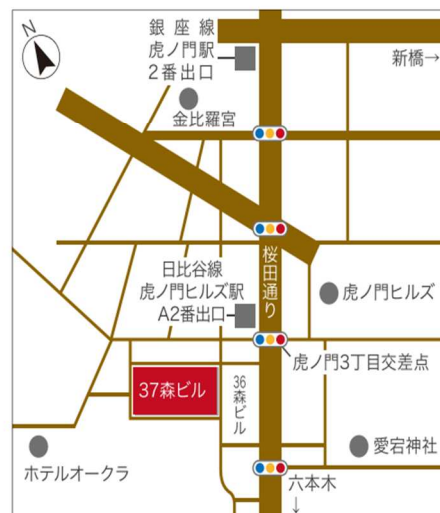 N
銀座線
虎ノ門駅
2番出口
新橋→
金比羅宮
桜田通り
日比谷線
虎ノ門ヒルズ駅
A2番出口
虎ノ門ヒルズ
虎ノ門3丁目交差点
37森ビル
36森ビル
愛宕神社
ホテルオークラ
六本木
↓